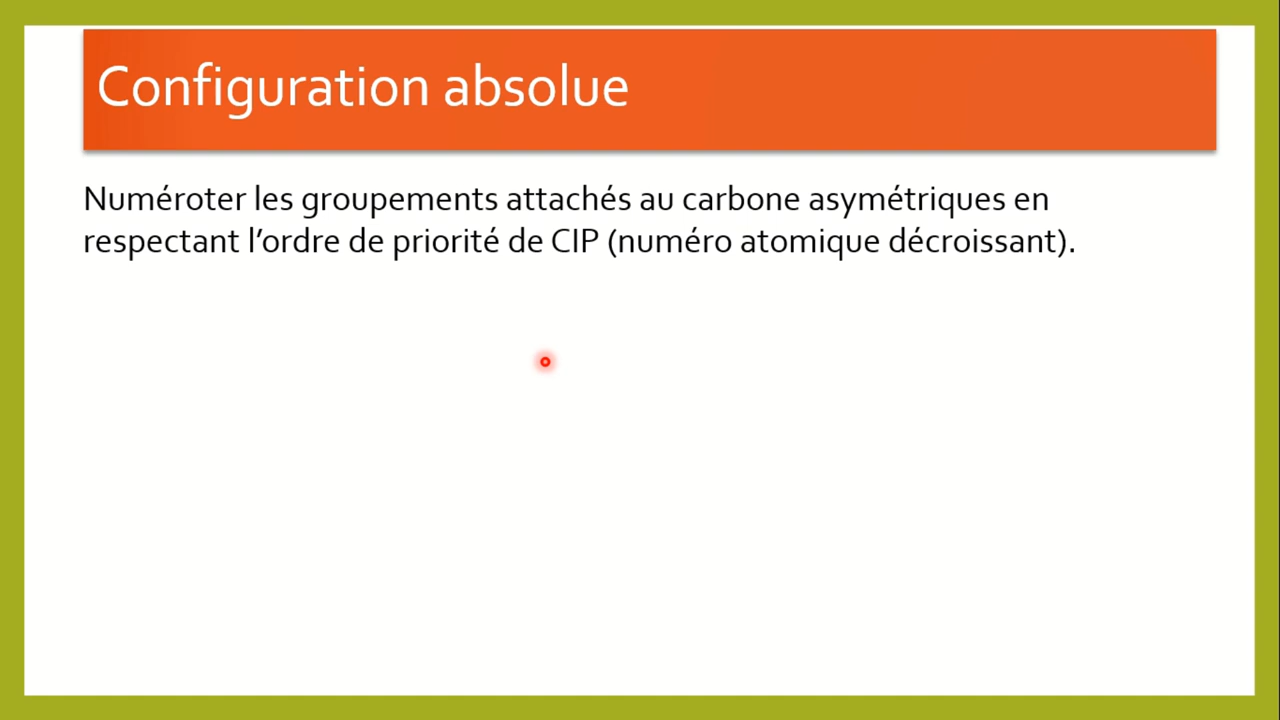 Configuration absolue
Numéroter les groupements attachés au carbone asymétriques en
respectant l’ordre de priorité de CIP (numéro atomique décroissant).